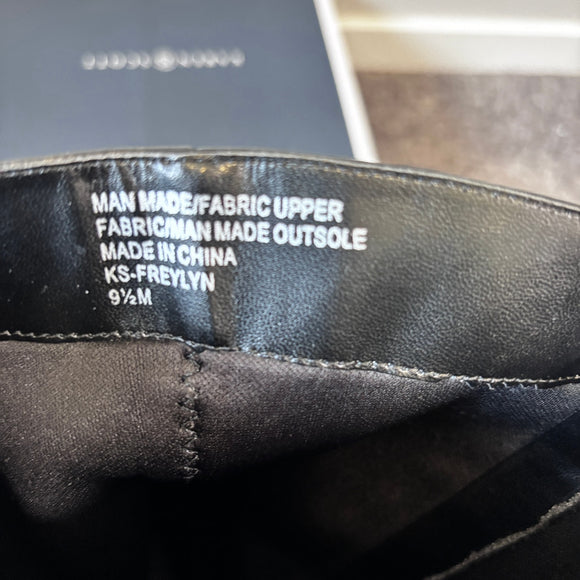 MAN MADE/FABRIC UPPER
FABRIC/MAN MADE OUTSOLE
MADE IN CHINA
KS-FREYLYN
9½M